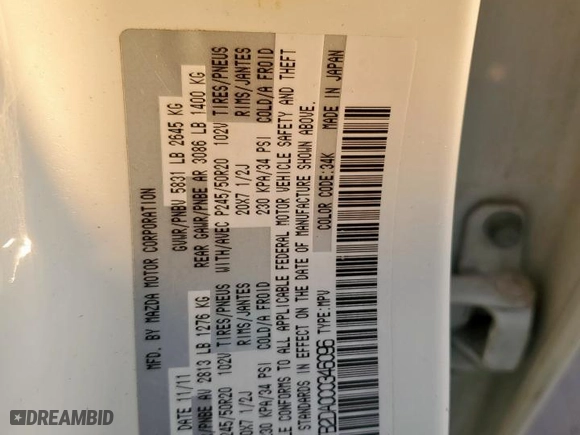 MFD. BY MAZDA MOTOR CORPORATION
DATE 11/11 GVWR/PNBV 5831 LB 2645 KG
/PNBE AV 2813 LB 1276 KG REAR GAWR/PNBE AR 3086 LB 1400 KG
245/50R20 102V TIRES/PNEUS WITH/AVEC P245/50R20 102V TIRES/PNEUS
20X7 1/2J RIMS/JANTES 20X7 1/2J RIMS/JANTES
230 KPA/34 PSI COLD/A FROID 230 KPA/34 PSI COLD/A FROID
CONFORMS TO ALL APPLICABLE FEDERAL MOTOR VEHICLE SAFETY AND THEFT
STANDARDS IN EFFECT ON THE DATE OF MANUFACTURE SHOWN ABOVE.
TYPE:MPV COLOR CODE:34K MADE IN JAPAN
DREAMBID